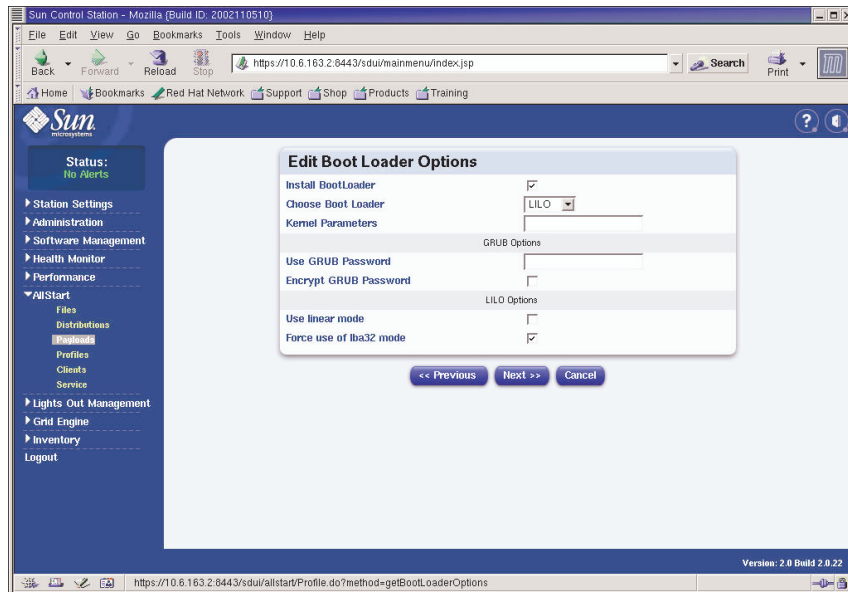 Sun Control Station - Mozilla {Build ID: 2002110510}
File Edit View Go Bookmarks Tools Window Help
Back Forward Reload Stop https://10.6.163.2:8443/sdui/mainmenu/index.jsp Search Print
Home Bookmarks Red Hat Network Support Shop Products Training
Sun
microsystems
Status:
No Alerts
Station Settings
Administration
Software Management
Health Monitor
Performance
AllStart
Files
Distributions
Payloads
Profiles
Clients
Service
Lights Out Management
Grid Engine
Inventory
Logout
Edit Boot Loader Options
Install BootLoader
Choose Boot Loader LILO
Kernel Parameters
GRUB Options
Use GRUB Password
Encrypt GRUB Password
LILO Options
Use linear mode
Force use of lba32 mode
<< Previous Next >> Cancel
Version: 2.0 Build 2.0.22
https://10.6.163.2:8443/sdui/allstart/Profile.do?method=getBootLoaderOptions